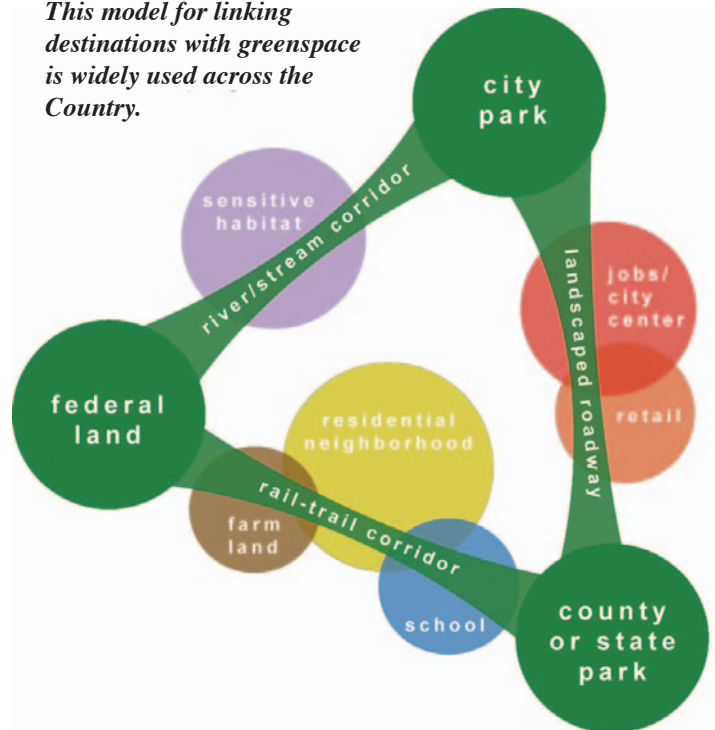 This model for linking
destinations with greenspace
is widely used across the
Country.
city
park
sensitive
habitat
river/stream corridor
landscaped roadway
jobs/
city
center
retail
federal
land
residential
neighborhood
rail-trail corridor
farm
land
school
county
or state
park